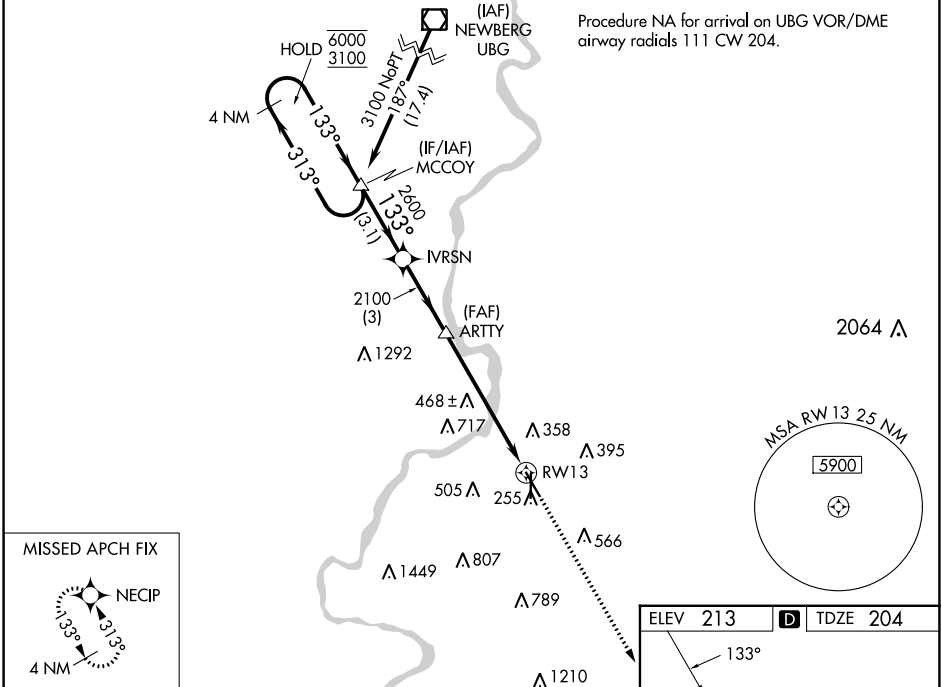 (IAF)
NEWBERG
UBG
Procedure NA for arrival on UBG VOR/DME
airway radials 111 CW 204.
HOLD
6000
3100
3100 NoPT
187°
(17.4)
4 NM
133°
313°
(IF/IAF)
MCCOY
2600
133°
(3.1)
IVRSN
2100
(3)
(FAF)
ARTTY
2064
1292
468±
717
358
395
MSA RW 13 25 NM
5900
RW13
505
255
566
MISSED APCH FIX
NECIP
133°
313°
4 NM
1449
807
789
1210
ELEV 213 D TDZE 204
133°